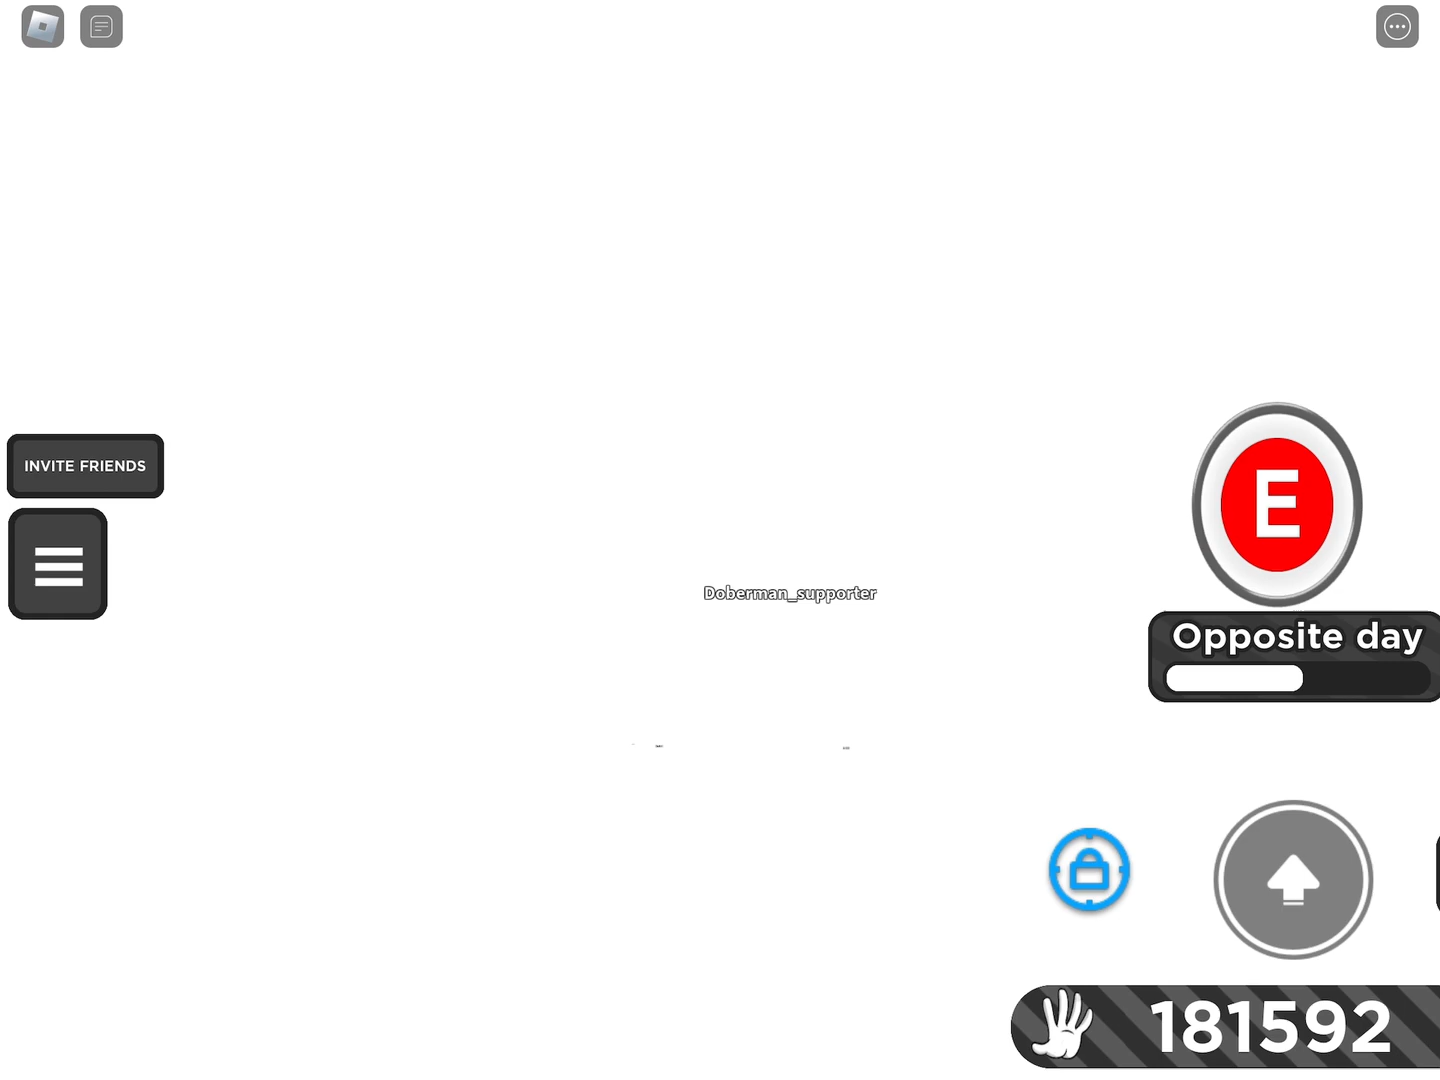 INVITE FRIENDS
E
Doberman_supporter
Opposite day
181592